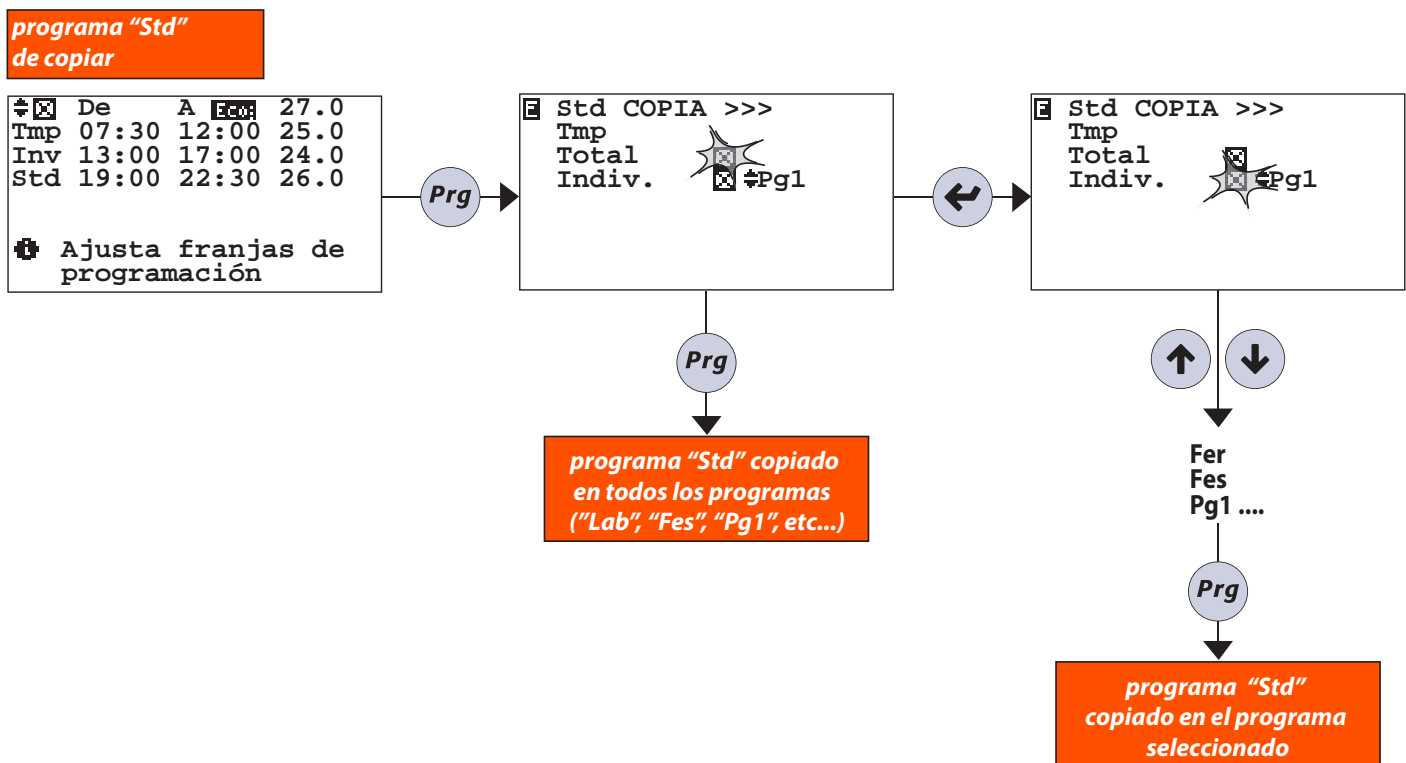 programa “Std”
de copiar
De A Eco 27.0
Tmp 07:30 12:00 25.0
Inv 13:00 17:00 24.0
Std 19:00 22:30 26.0
Ajusta franjas de
programación
Prg
E Std COPIA >>>
Tmp
Total
Indiv. Pg1
E Std COPIA >>>
Tmp
Total
Indiv. Pg1
Prg
programa “Std” copiado
en todos los programas
(”Lab”, “Fes”, “Pg1”, etc...)
Fer
Fes
Pg1 ....
Prg
programa “Std”
copiado en el programa
seleccionado